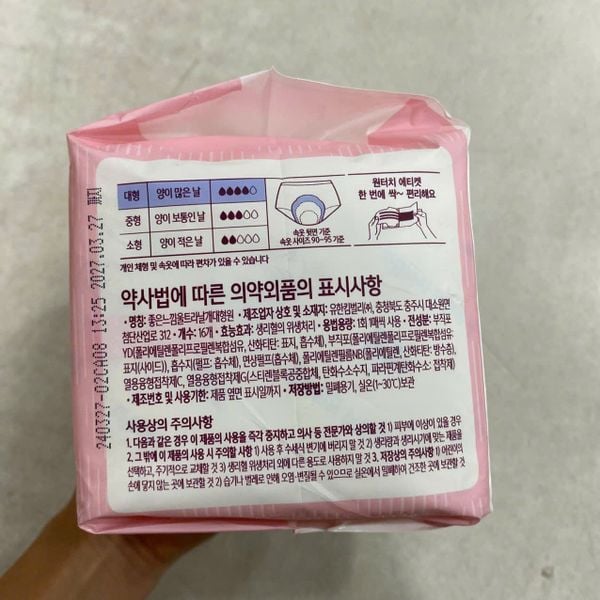 대형 양이 많은 날
중형 양이 보통인 날
소형 양이 적은 날
속옷 뒷면 기준
속옷 사이즈 90~95 기준
원터치 에티켓
한 번에 싹~ 편리해요
개인 체형 및 속옷에 따라 편차가 있을 수 있습니다
약사법에 따른 의약외품의 표시사항
• 명칭: 좋은느낌울트라날개대형원 • 제조업자 상호 및 소재지: 유한킴벌리㈜, 충청북도 충주시 대소원면
첨단산업로 312 • 개수: 16개 • 효능효과: 생리혈의 위생처리 • 용법용량: 1회 1매씩 사용 • 전성분: 부직포
YD(폴리에틸렌폴리프로필렌복합섬유, 산화티탄: 표지, 흡수체), 부직포(폴리에틸렌폴리프로필렌복합섬유:
표지(사이드)), 흡수지(펄프: 흡수체), 면상펄프(흡수체), 폴리에틸렌필름NB(폴리에틸렌, 산화티탄: 방수층),
열용융형접착제C, 열용융형접착제G(스티렌블록공중합체, 탄화수소수지, 파라핀계탄화수소: 접착제)
• 제조번호 및 사용기한: 제품 옆면 표시일까지 • 저장방법: 밀폐용기, 실온(1~30℃)보관
사용상의 주의사항
1. 다음과 같은 경우 이 제품의 사용을 즉각 중지하고 의사 등 전문가와 상의할 것 1) 피부에 이상이 있을 경우
2. 그 밖에 이 제품의 사용 시 주의할 사항 1) 사용 후 수세식 변기에 버리지 말 것 2) 생리량과 생리시기에 맞는 제품을
선택하고, 주기적으로 교체할 것 3) 생리혈 위생처리 외에 다른 용도로 사용하지 말 것 3. 저장상의 주의사항 1) 어린이의
손에 닿지 않는 곳에 보관할 것 2) 습기나 벌레로 인해 오염·변질될 수 있으므로 실온에서 밀폐하여 건조한 곳에 보관할 것
240327-02CA08 13:25 2027.03.27 까지